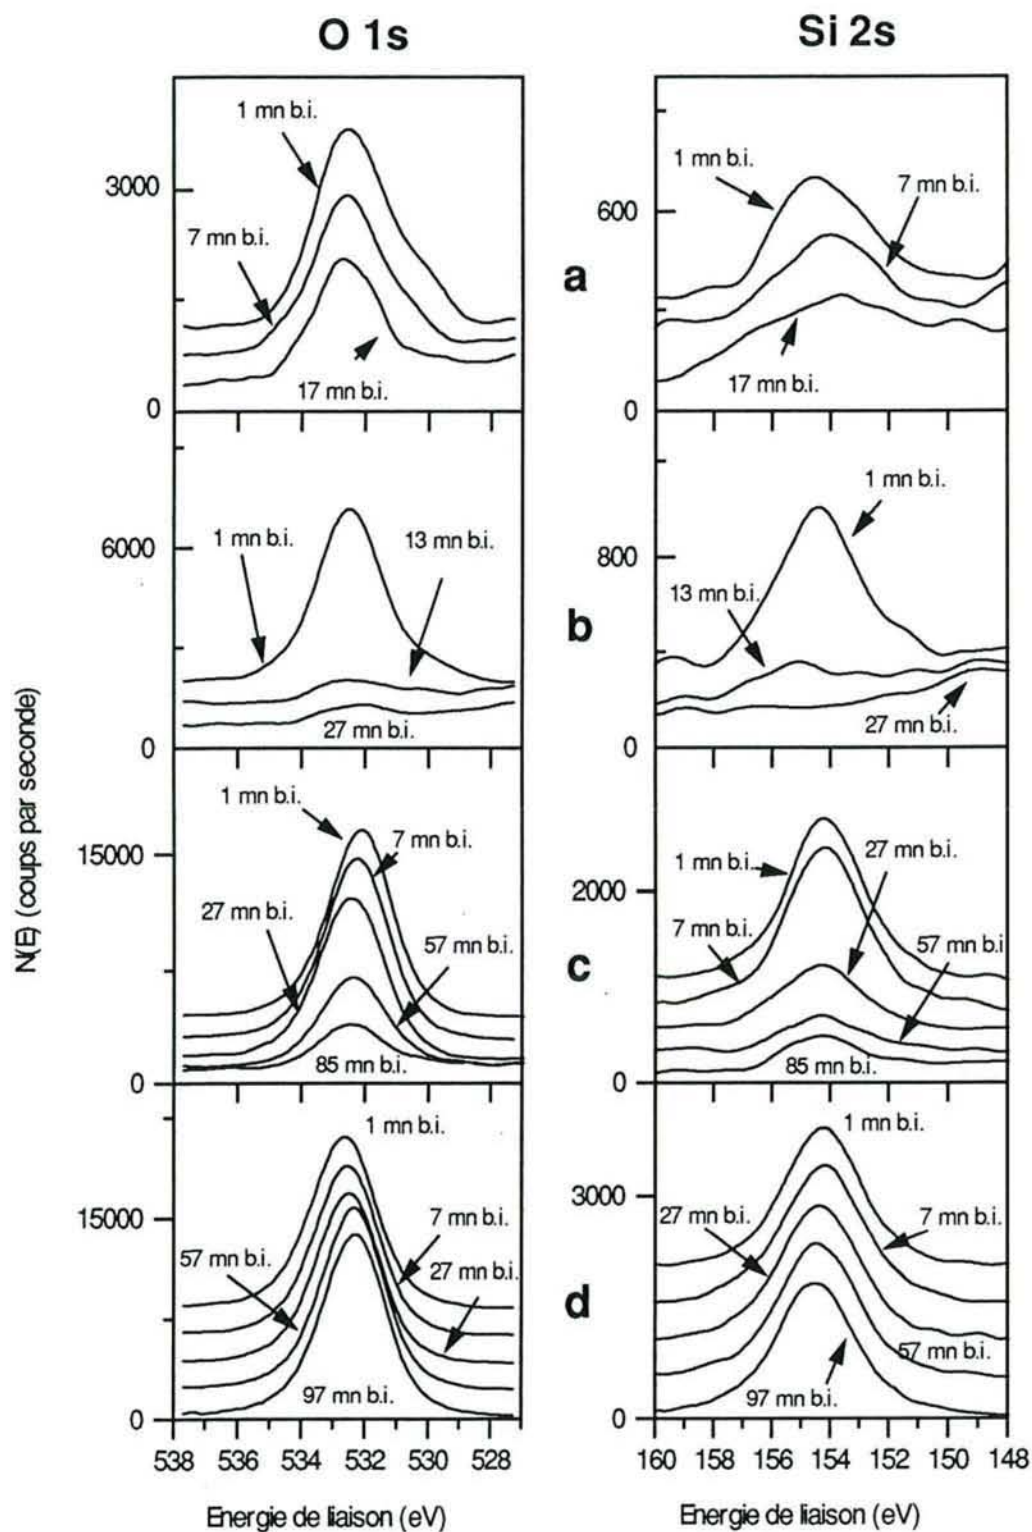 O 1s
Si 2s
N(E) (coups par seconde)
3000
0
1 mn b.i.
7 mn b.i.
17 mn b.i.
a
600
0
1 mn b.i.
7 mn b.i.
17 mn b.i.
6000
0
1 mn b.i.
13 mn b.i.
27 mn b.i.
b
800
0
1 mn b.i.
13 mn b.i.
27 mn b.i.
15000
0
1 mn b.i.
7 mn b.i.
27 mn b.i.
57 mn b.i.
85 mn b.i.
c
2000
0
1 mn b.i.
27 mn b.i.
7 mn b.i.
57 mn b.i
85 mn b.i.
15000
0
1 mn b.i.
7 mn b.i.
57 mn b.i.
27 mn b.i.
97 mn b.i.
d
3000
0
1 mn b.i.
27 mn b.i.
7 mn b.i.
57 mn b.i.
97 mn b.i.
538 536 534 532 530 528
160 158 156 154 152 150 148
Energie de liaison (eV)
Energie de liaison (eV)